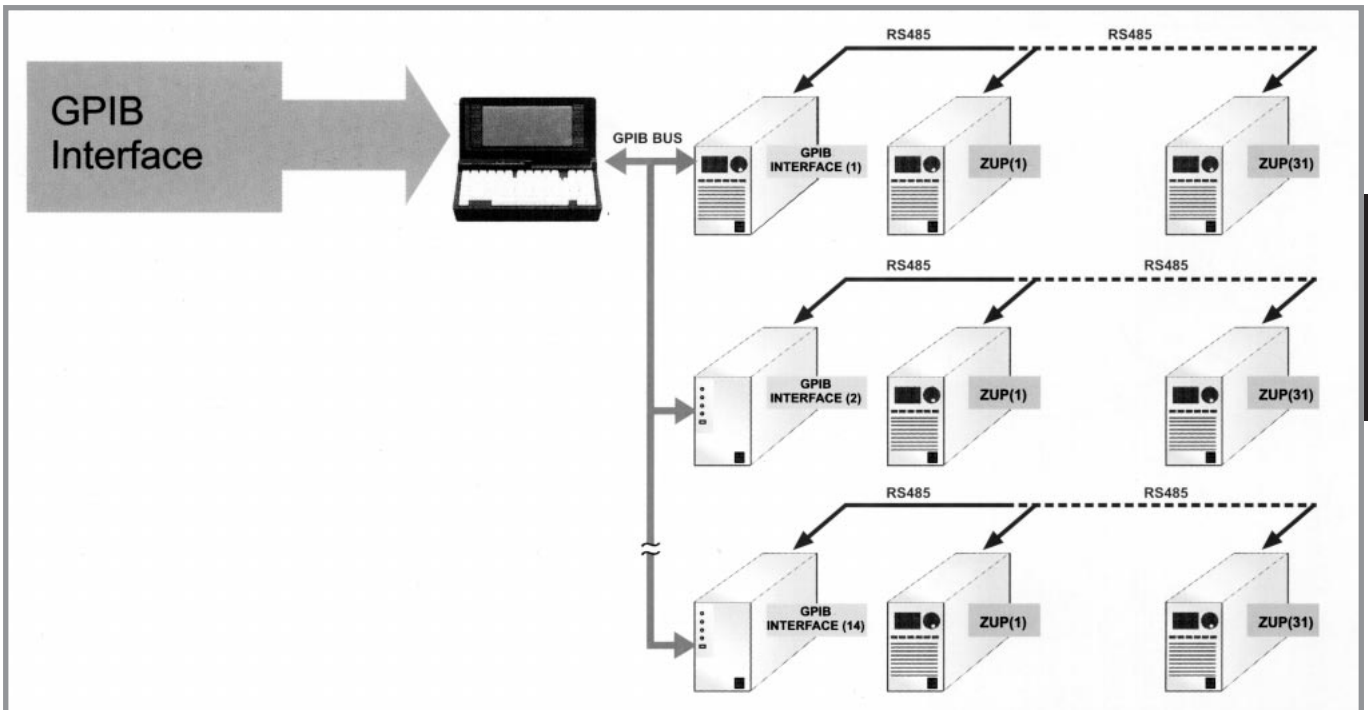 GPIB
Interface
GPIB BUS
RS485
RS485
GPIB
INTERFACE (1)
ZUP(1)
ZUP(31)
RS485
RS485
GPIB
INTERFACE (2)
ZUP(1)
ZUP(31)
RS485
RS485
GPIB
INTERFACE (14)
ZUP(1)
ZUP(31)